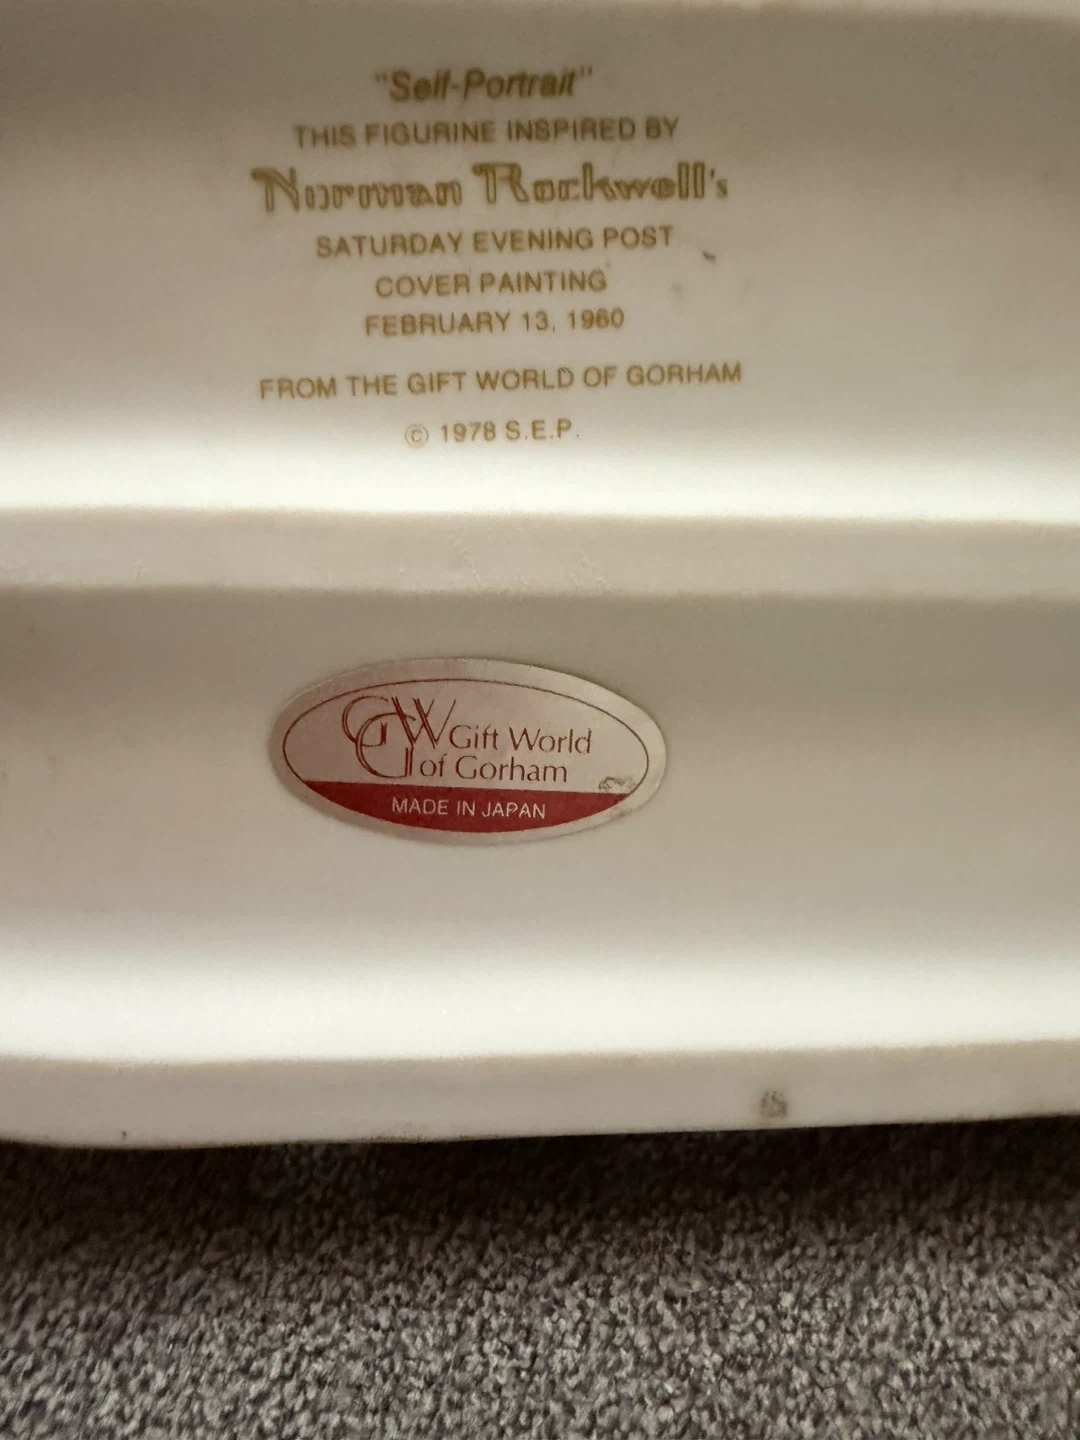 "Self-Portrait"
THIS FIGURINE INSPIRED BY
Norman Rockwell's
SATURDAY EVENING POST
COVER PAINTING
FEBRUARY 13, 1960
FROM THE GIFT WORLD OF GORHAM
© 1978 S.E.P.
GWG Gift World
of Gorham
MADE IN JAPAN